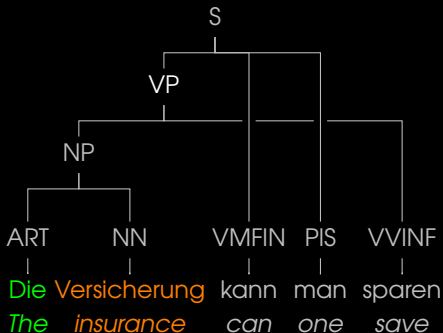 S
VP
NP
ART NN VMFIN PIS VVINF
Die Versicherung kann man sparen
The insurance can one save